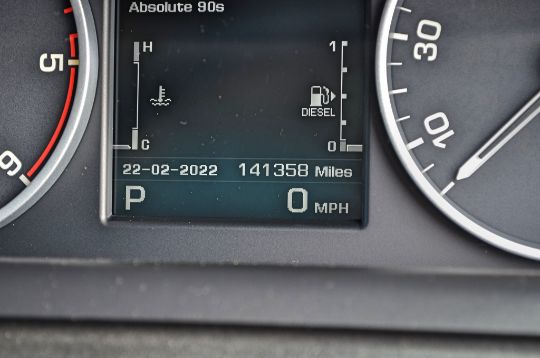 Absolute 90s
H
1
5
30
DIESEL
10
C
0
6
22-02-2022 141358 Miles
P 0 MPH